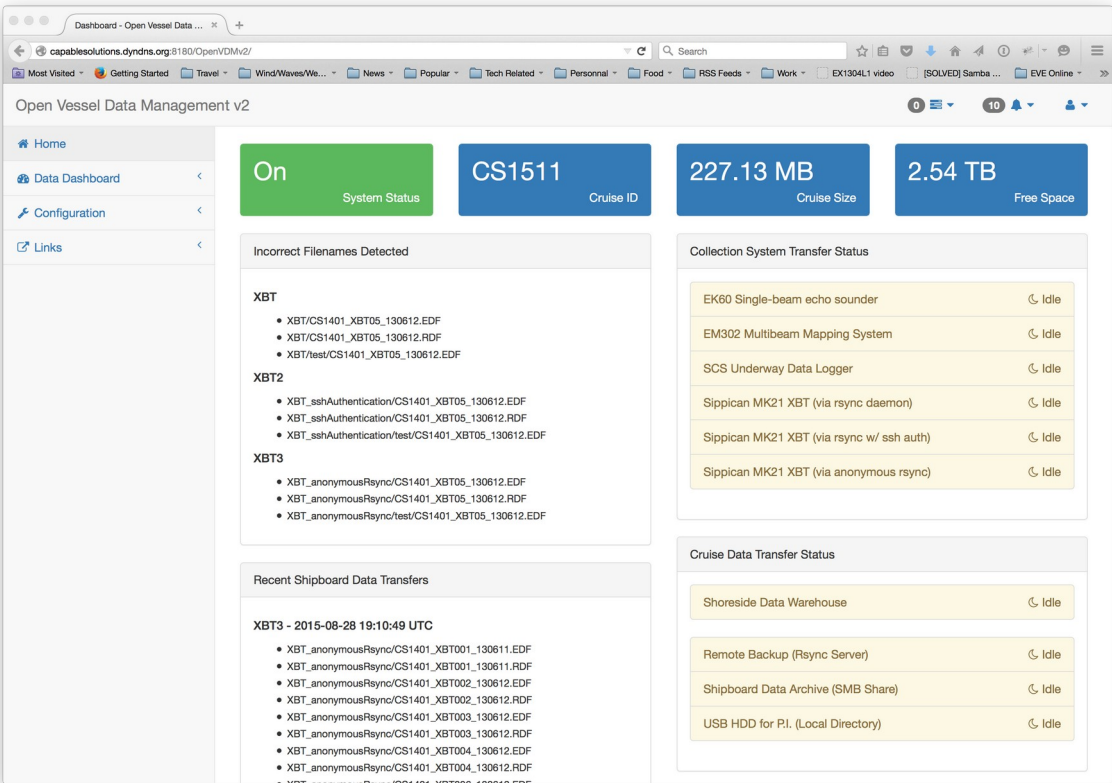 Dashboard - Open Vessel Data ...
capablesolutions.dyndns.org:8180/OpenVDMv2/
Search
Most Visited Getting Started Travel Wind/Waves/We... News Popular Tech Related Personnal Food RSS Feeds Work EX1304L1 video [SOLVED] Samba ... EVE Online
Open Vessel Data Management v2
0 10
Home
Data Dashboard
Configuration
Links
On
System Status
CS1511
Cruise ID
227.13 MB
Cruise Size
2.54 TB
Free Space
Incorrect Filenames Detected
XBT
XBT/CS1401_XBT05_130612.EDF
XBT/CS1401_XBT05_130612.RDF
XBT/test/CS1401_XBT05_130612.EDF
XBT2
XBT_sshAuthentication/CS1401_XBT05_130612.EDF
XBT_sshAuthentication/CS1401_XBT05_130612.RDF
XBT_sshAuthentication/test/CS1401_XBT05_130612.EDF
XBT3
XBT_anonymousRsync/CS1401_XBT05_130612.EDF
XBT_anonymousRsync/CS1401_XBT05_130612.RDF
XBT_anonymousRsync/test/CS1401_XBT05_130612.EDF
Recent Shipboard Data Transfers
XBT3 - 2015-08-28 19:10:49 UTC
XBT_anonymousRsync/CS1401_XBT001_130611.EDF
XBT_anonymousRsync/CS1401_XBT001_130611.RDF
XBT_anonymousRsync/CS1401_XBT002_130612.EDF
XBT_anonymousRsync/CS1401_XBT002_130612.RDF
XBT_anonymousRsync/CS1401_XBT003_130612.EDF
XBT_anonymousRsync/CS1401_XBT003_130612.RDF
XBT_anonymousRsync/CS1401_XBT004_130612.EDF
XBT_anonymousRsync/CS1401_XBT004_130612.RDF
Collection System Transfer Status
EK60 Single-beam echo sounder Idle
EM302 Multibeam Mapping System Idle
SCS Underway Data Logger Idle
Sippican MK21 XBT (via rsync daemon) Idle
Sippican MK21 XBT (via rsync w/ ssh auth) Idle
Sippican MK21 XBT (via anonymous rsync) Idle
Cruise Data Transfer Status
Shoreside Data Warehouse Idle
Remote Backup (Rsync Server) Idle
Shipboard Data Archive (SMB Share) Idle
USB HDD for P.I. (Local Directory) Idle